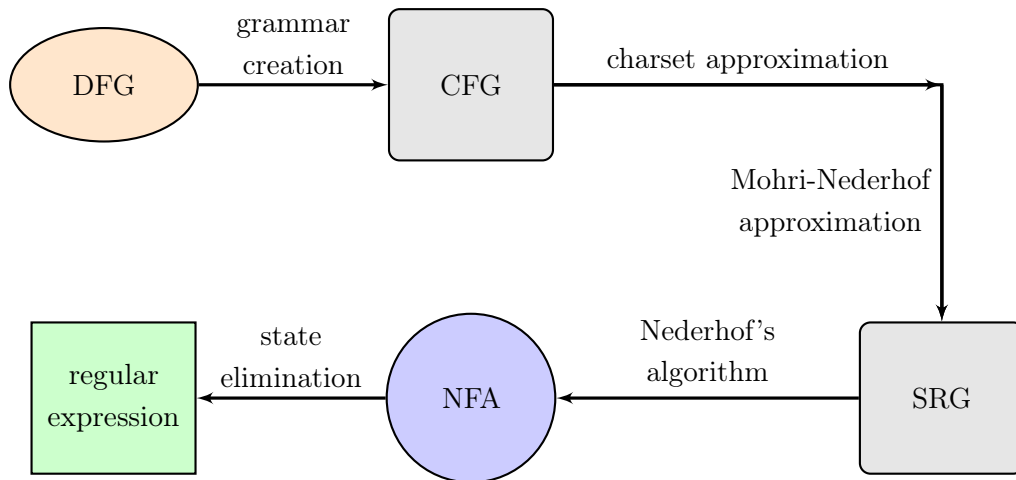 grammar
creation
DFG
CFG
charset approximation
Mohri-Nederhof
approximation
SRG
Nederhof's
algorithm
NFA
state
elimination
regular
expression